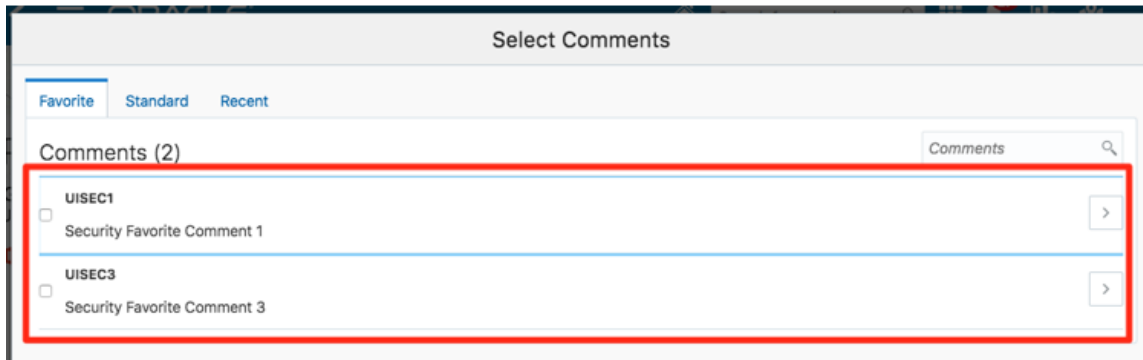 Select Comments
Favorite Standard Recent
Comments (2) Comments
UISEC1
Security Favorite Comment 1
UISEC3
Security Favorite Comment 3